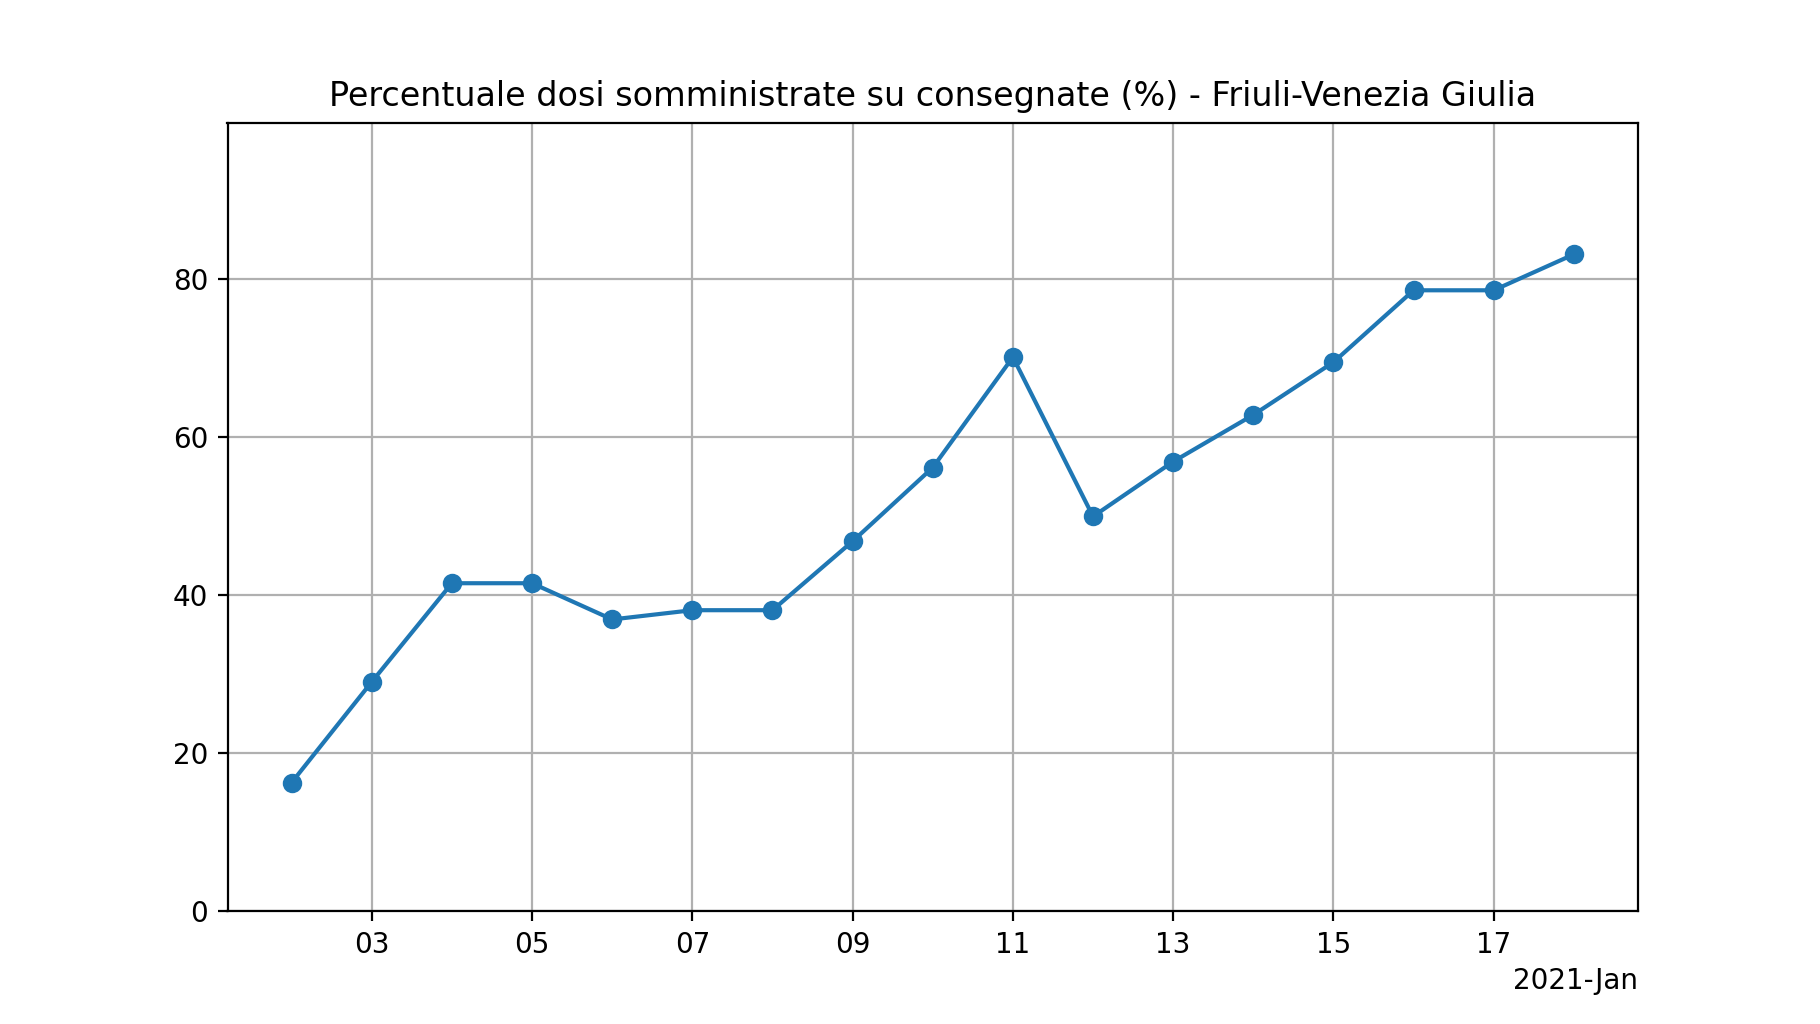 Percentuale dosi somministrate su consegnate (%) - Friuli-Venezia Giulia
80
60
40
20
0
03 05 07 09 11 13 15 17
2021-Jan